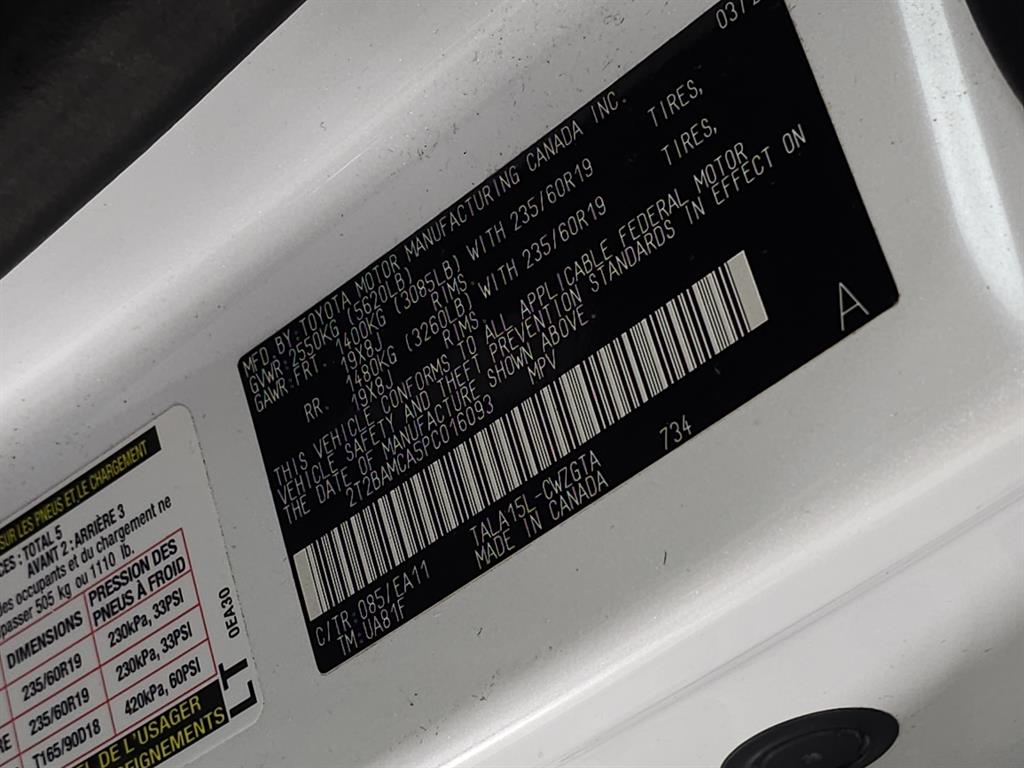 MFD. BY: TOYOTA MOTOR MANUFACTURING CANADA INC.
GVWR: 2550KG (5620LB)
GAWR: FRT. 1400KG (3085LB) WITH 235/60R19 TIRES,
19X8J RIMS
RR. 1480KG (3260LB) WITH 235/60R19 TIRES,
19X8J RIMS
THIS VEHICLE CONFORMS TO ALL APPLICABLE FEDERAL MOTOR
VEHICLE SAFETY AND THEFT PREVENTION STANDARDS IN EFFECT ON
THE DATE OF MANUFACTURE SHOWN ABOVE.
2T2BAMCA5PC016093 MPV
C/TR:085/EA11 TALA15L-CWZGTA 734
TM:UA81F MADE IN CANADA
A
SUR LES PNEUS ET LE CHARGEMENT
: TOTAL 5
AVANT 2 : ARRIÈRE 3
occupants et du chargement ne
505 kg ou 1110 lb.
DIMENSIONS PRESSION DES PNEUS À FROID
235/60R19 230kPa, 33PSI
235/60R19 230kPa, 33PSI
T165/90D18 420kPa, 60PSI
DE L'USAGER
0EA30
LT